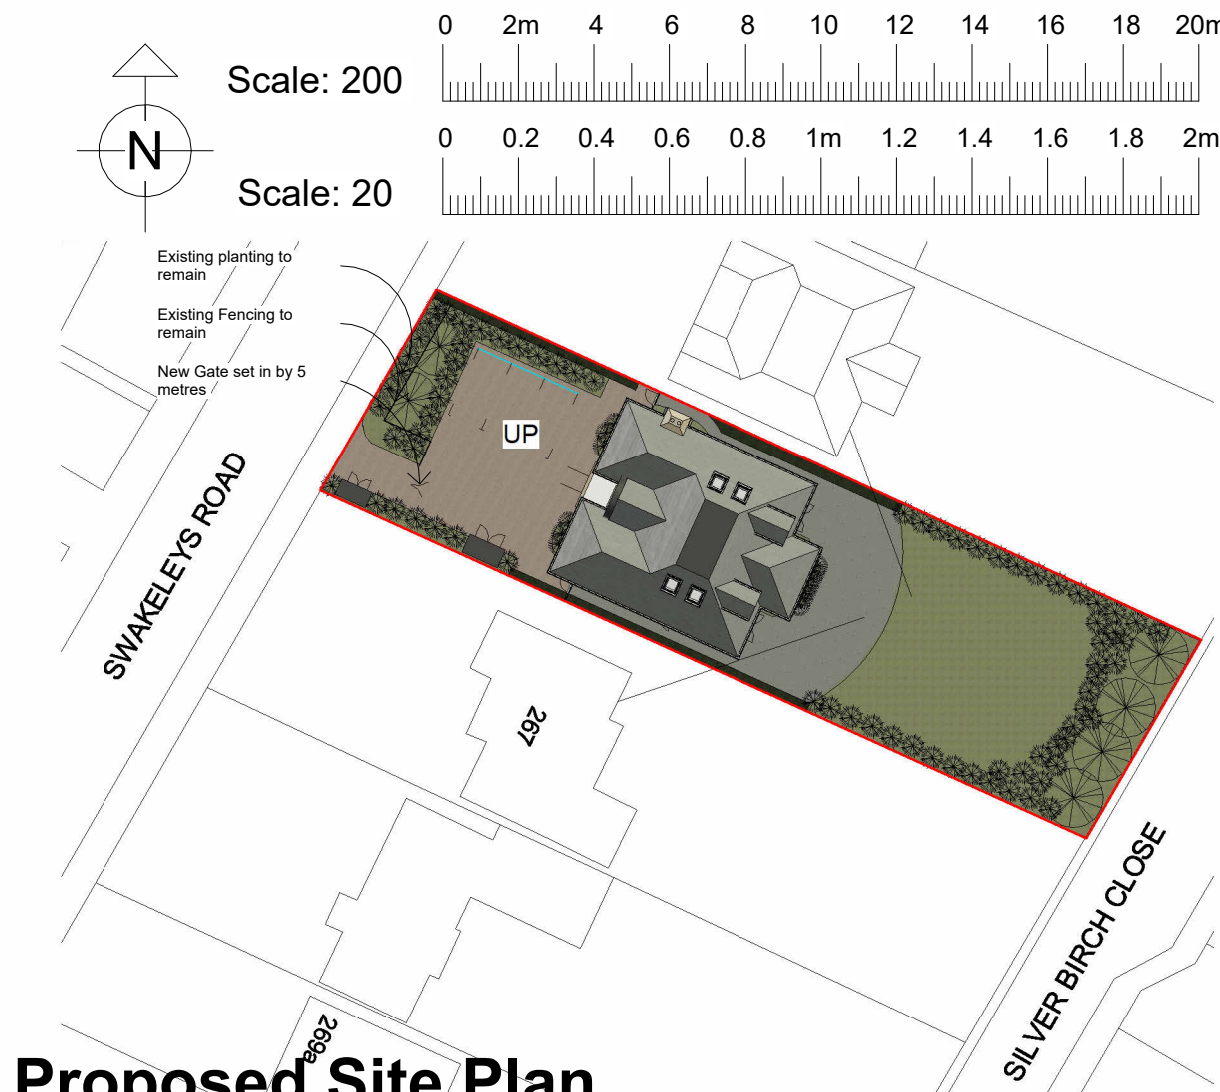 0 2m 4 6 8 10 12 14 16 18 20m
Scale: 200
0 0.2 0.4 0.6 0.8 1m 1.2 1.4 1.6 1.8 2m
N
Scale: 20
Existing planting to
remain
Existing Fencing to
remain
New Gate set in by 5
metres
UP
SWAKELEYS ROAD
267
SILVER BIRCH CLOSE
269a
Proposed Site Plan